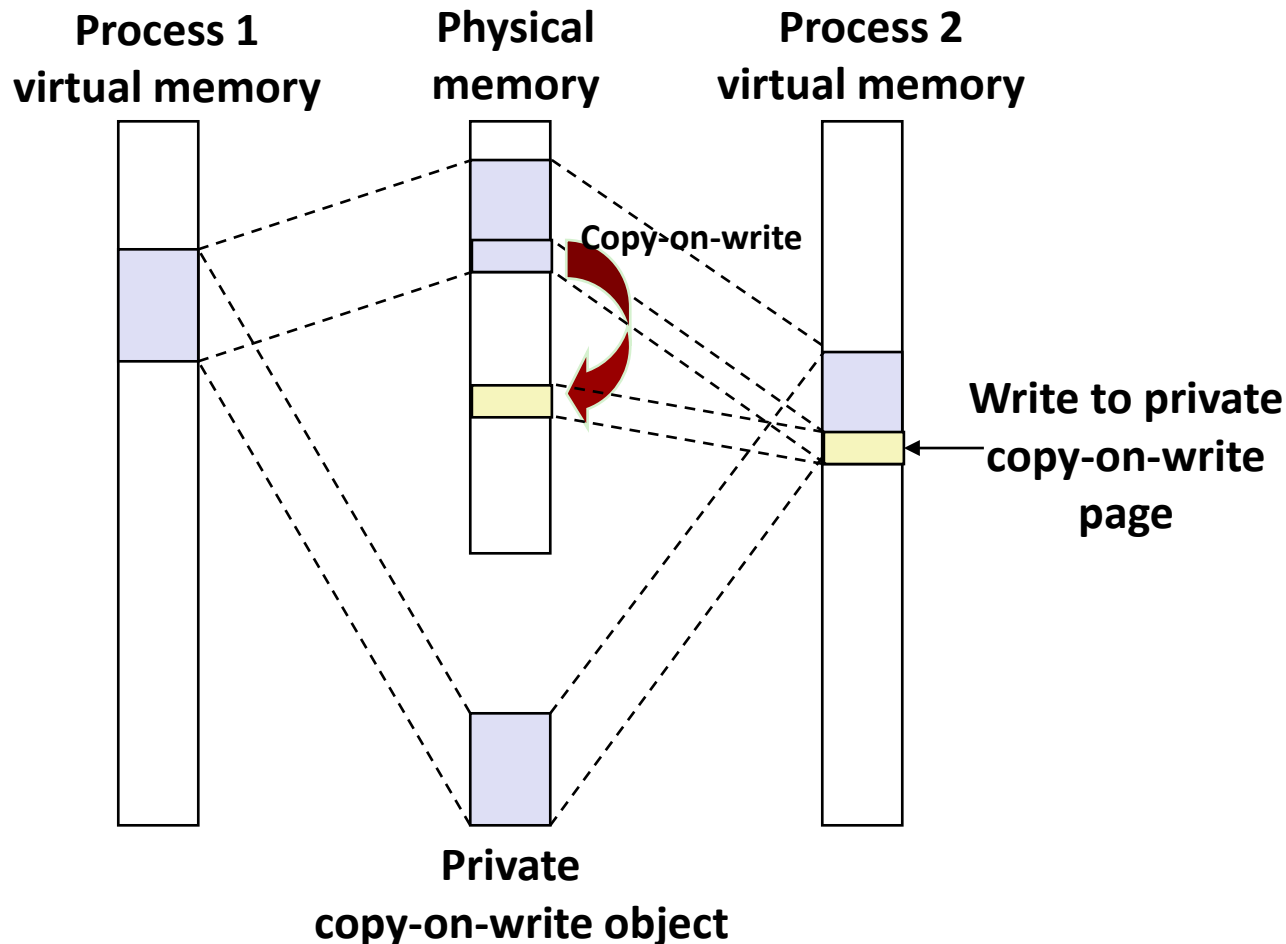 Process 1
virtual memory
Physical
memory
Process 2
virtual memory
Copy-on-write
Write to private
copy-on-write
page
Private
copy-on-write object